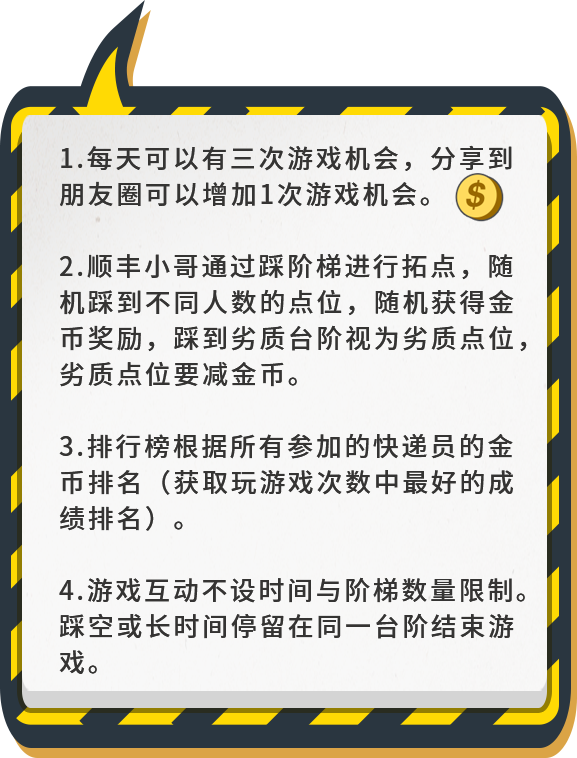 1.每天可以有三次游戏机会，分享到
朋友圈可以增加1次游戏机会。
$
2.顺丰小哥通过踩阶梯进行拓点，随
机踩到不同人数的点位，随机获得金
币奖励，踩到劣质台阶视为劣质点位，
劣质点位要减金币。
3.排行榜根据所有参加的快递员的金
币排名（获取玩游戏次数中最好的成
绩排名）。
4.游戏互动不设时间与阶梯数量限制。
踩空或长时间停留在同一台阶结束游
戏。